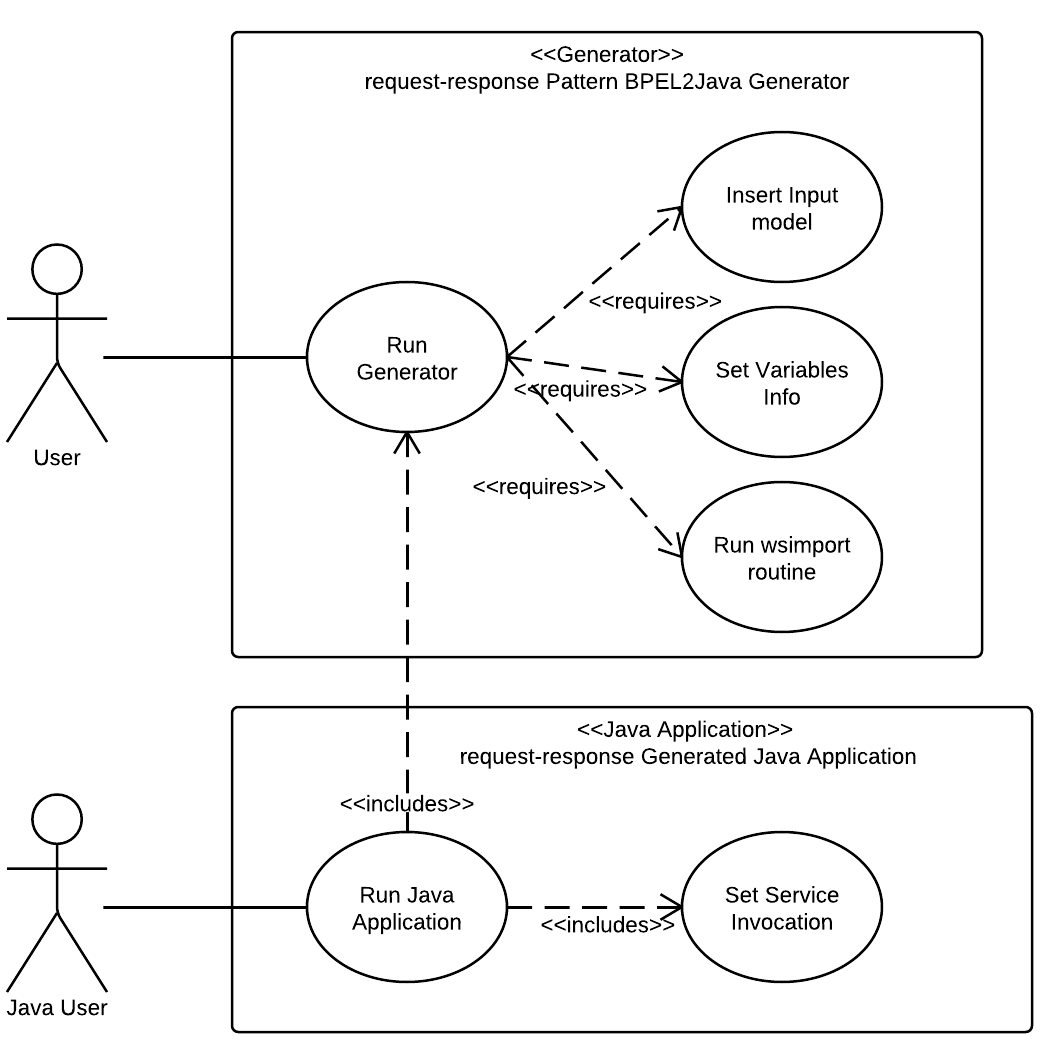 <<Generator>>
request-response Pattern BPEL2Java Generator
Insert Input
model
<<requires>>
Run
Generator
Set Variables
Info
<<requires>>
User
<<requires>>
Run wsimport
routine
<<Java Application>>
request-response Generated Java Application
<<includes>>
Run Java
Application
Set Service
Invocation
<<includes>>
Java User